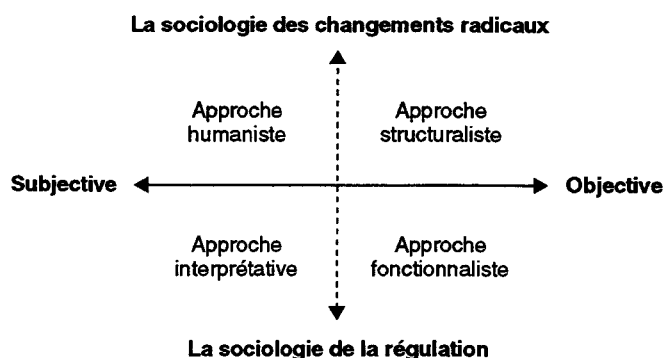 La sociologie des changements radicaux
Approche humaniste
Approche structuraliste
Subjective
Objective
Approche interprétative
Approche fonctionnaliste
La sociologie de la régulation